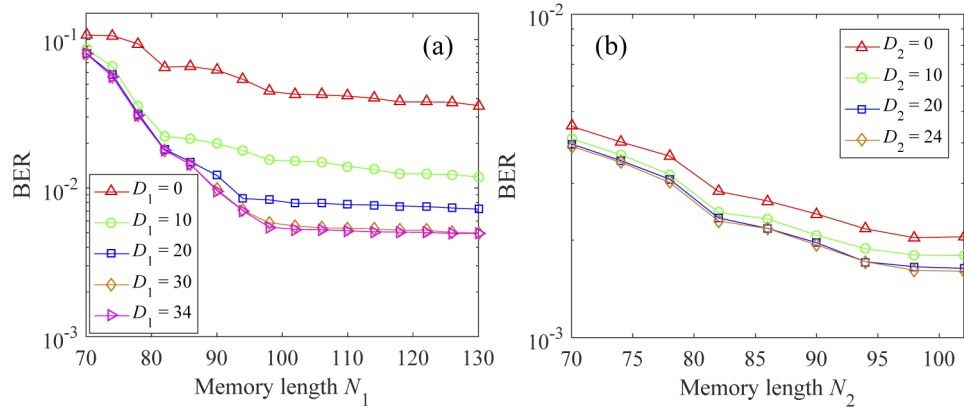 10^-1
10^-2
10^-3
BER
(a)
D_1 = 0
D_1 = 10
D_1 = 20
D_1 = 30
D_1 = 34
70 80 90 100 110 120 130
Memory length N_1
10^-2
10^-3
BER
(b)
D_2 = 0
D_2 = 10
D_2 = 20
D_2 = 24
70 75 80 85 90 95 100
Memory length N_2